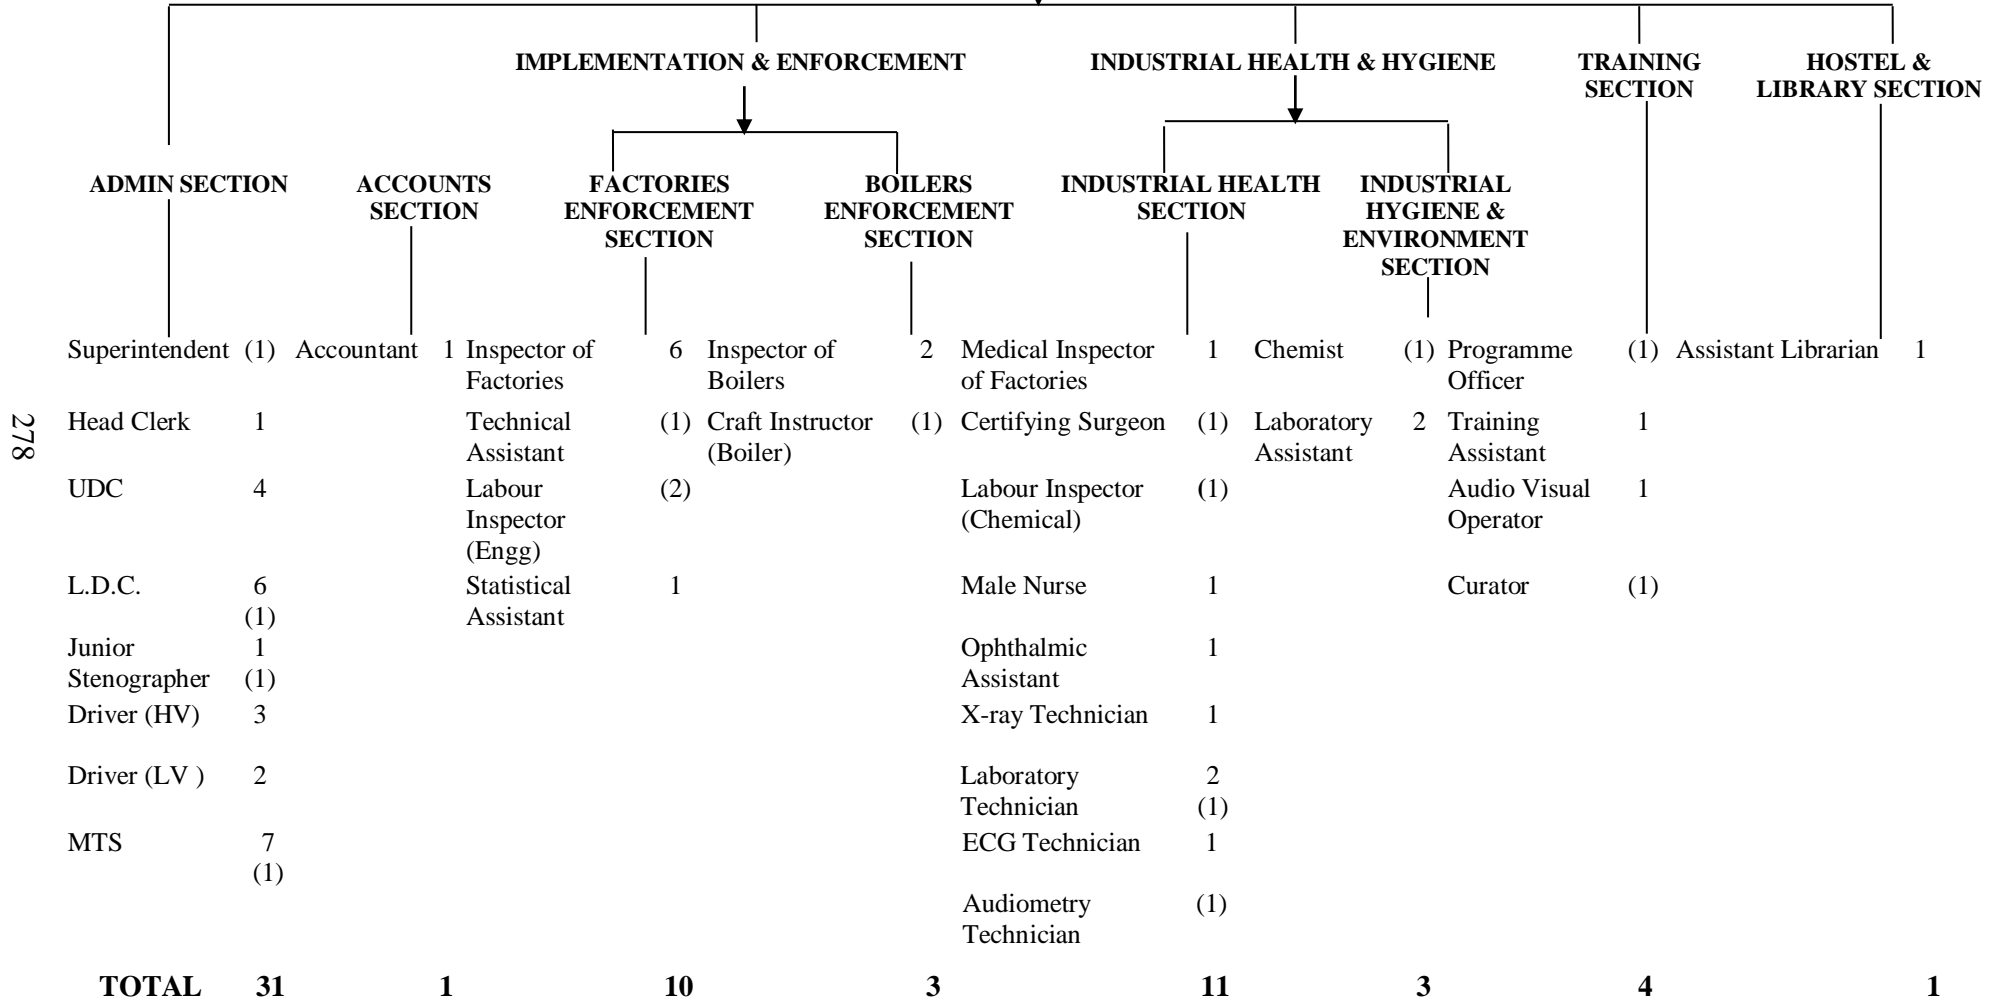 IMPLEMENTATION & ENFORCEMENT INDUSTRIAL HEALTH & HYGIENE TRAINING HOSTEL &
SECTION LIBRARY SECTION
ADMIN SECTION ACCOUNTS FACTORIES BOILERS INDUSTRIAL HEALTH INDUSTRIAL
SECTION ENFORCEMENT ENFORCEMENT SECTION HYGIENE &
SECTION SECTION ENVIRONMENT
SECTION
Superintendent (1) Accountant 1 Inspector of 6 Inspector of 2 Medical Inspector 1 Chemist (1) Programme (1) Assistant Librarian 1
Factories Boilers of Factories Officer
Head Clerk 1 Technical (1) Craft Instructor (1) Certifying Surgeon (1) Laboratory 2 Training 1
Assistant (Boiler) Assistant Assistant
UDC 4 Labour (2) Labour Inspector (1) Audio Visual 1
Inspector (Chemical) Operator
(Engg)
L.D.C. 6 Statistical 1 Male Nurse 1 Curator (1)
(1) Assistant
Junior 1 Ophthalmic 1
Stenographer (1) Assistant
Driver (HV) 3 X-ray Technician 1
Driver (LV ) 2 Laboratory 2
Technician (1)
MTS 7 ECG Technician 1
(1)
Audiometry (1)
Technician
TOTAL 31 1 10 3 11 3 4 1
278